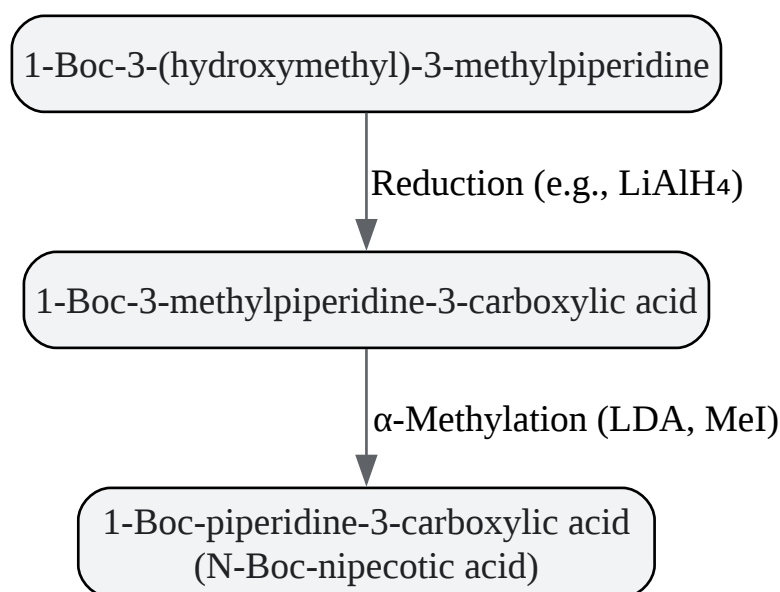 1-Boc-3-(hydroxymethyl)-3-methylpiperidine
Reduction (e.g., LiAlH₄)
1-Boc-3-methylpiperidine-3-carboxylic acid
α-Methylation (LDA, MeI)
1-Boc-piperidine-3-carboxylic acid
(N-Boc-nipecotic acid)